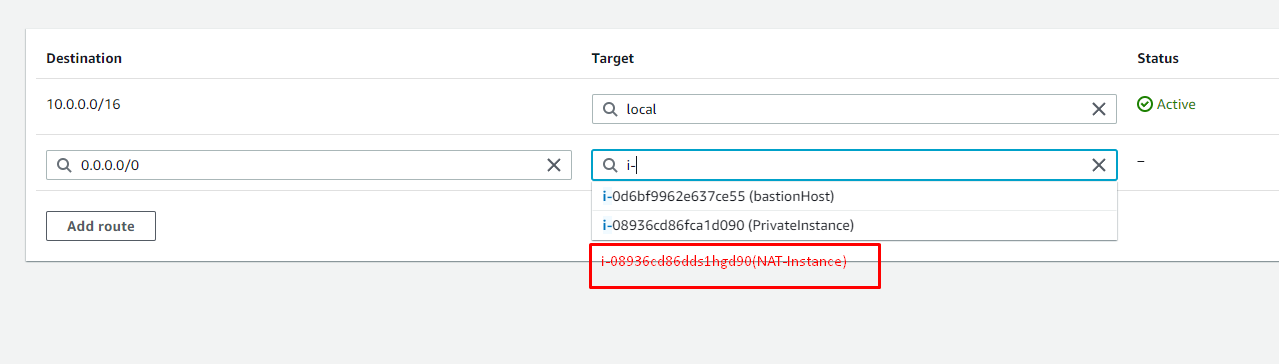 Destination Target Status
10.0.0.0/16 local Active
0.0.0.0/0 i- –
i-0d6bf9962e637ce55 (bastionHost)
i-08936cd86fca1d090 (PrivateInstance)
Add route
i-08936cd86dds1hgd90(NAT-Instance)